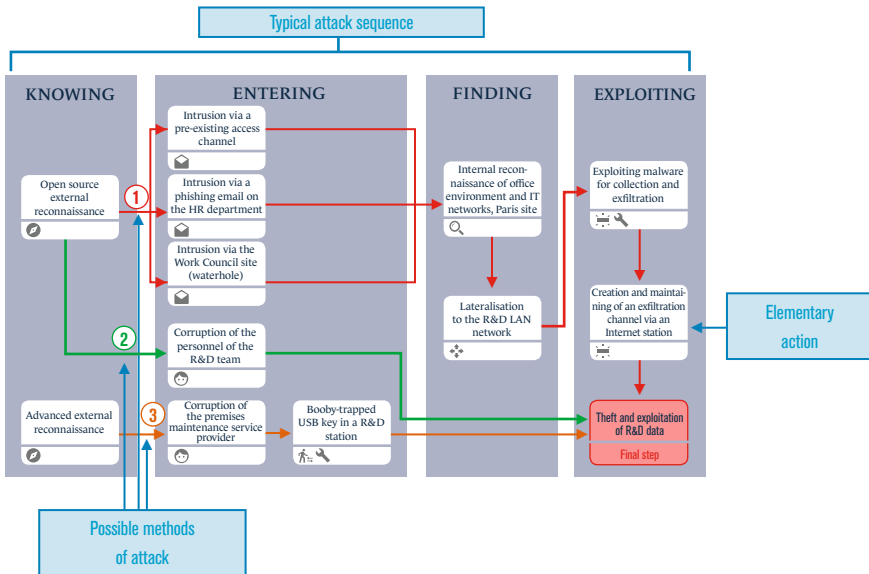 Typical attack sequence
KNOWING
ENTERING
FINDING
EXPLOITING
Open source
external
reconnaissance
1
Intrusion via a
pre-existing access
channel
Intrusion via a
phishing email on
the HR department
Intrusion via the
Work Council site
(waterhole)
Internal recon-
naissance of office
environment and IT
networks, Paris site
Lateralisation
to the R&D LAN
network
Exploiting malware
for collection and
exfiltration
Creation and maintai-
ning of an exfiltration
channel via an
Internet station
Elementary
action
2
Corruption of the
personnel of the
R&D team
Advanced external
reconnaissance
3
Corruption of
the premises
maintenance service
provider
Booby-trapped
USB key in a R&D
station
Theft and exploitation
of R&D data
Final step
Possible methods
of attack